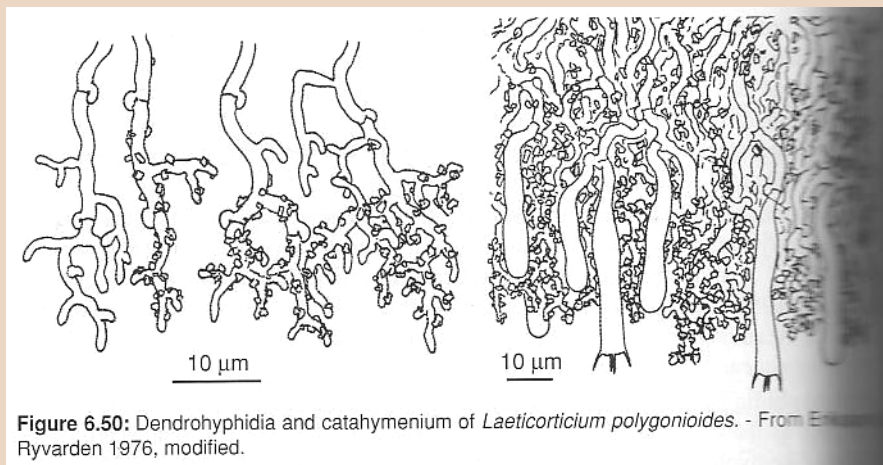 10 µm
10 µm
Figure 6.50: Dendrohyphidia and catahymenium of Laeticorticium polygonioides. - From
Ryvarden 1976, modified.